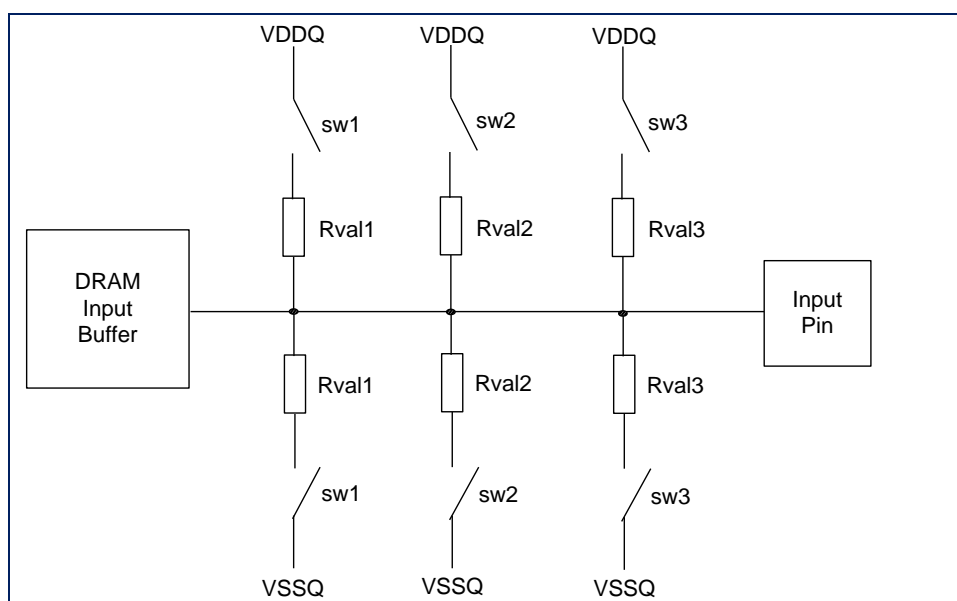 VDDQ VDDQ VDDQ
sw1 sw2 sw3
Rval1 Rval2 Rval3
DRAM
Input
Buffer
Input
Pin
Rval1 Rval2 Rval3
sw1 sw2 sw3
VSSQ VSSQ VSSQ